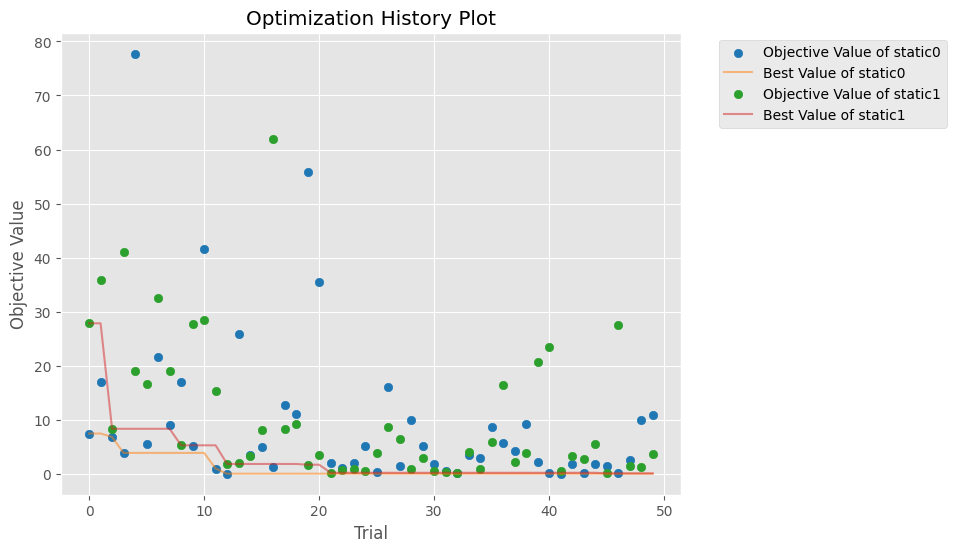 Optimization History Plot
80
70
60
50
40
30
20
10
0
Objective Value
0 10 20 30 40 50
Trial
Objective Value of static0
Best Value of static0
Objective Value of static1
Best Value of static1